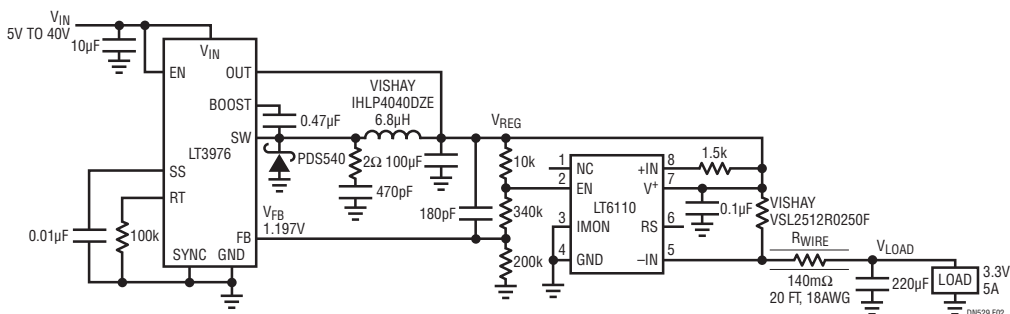 VIN
5V TO 40V
10µF
VIN
EN
OUT
BOOST
SW
LT3976
SS
RT
SYNC
GND
FB
0.01µF
100k
0.47µF
PDS540
VISHAY
IHLP4040DZE
6.8µH
2Ω
470pF
100µF
VFB
1.197V
180pF
VREG
10k
340k
200k
1
NC
2
EN
3
IMON
4
GND
LT6110
8
+IN
7
V+
6
RS
5
–IN
1.5k
0.1µF
VISHAY
VSL2512R0250F
RWIRE
140mΩ
20 FT, 18AWG
VLOAD
220µF
LOAD
3.3V
5A
DN529 F02